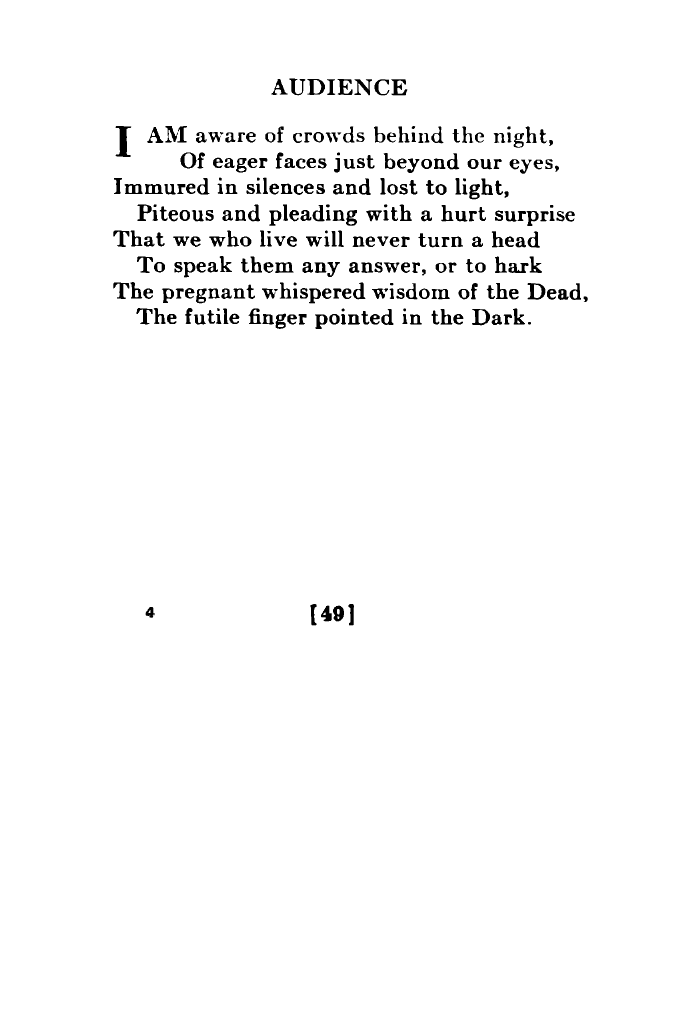 AUDIENCE
I AM aware of crowds behind the night,
Of eager faces just beyond our eyes,
Immured in silences and lost to light,
Piteous and pleading with a hurt surprise
That we who live will never turn a head
To speak them any answer, or to hark
The pregnant whispered wisdom of the Dead,
The futile finger pointed in the Dark.
4 [49]